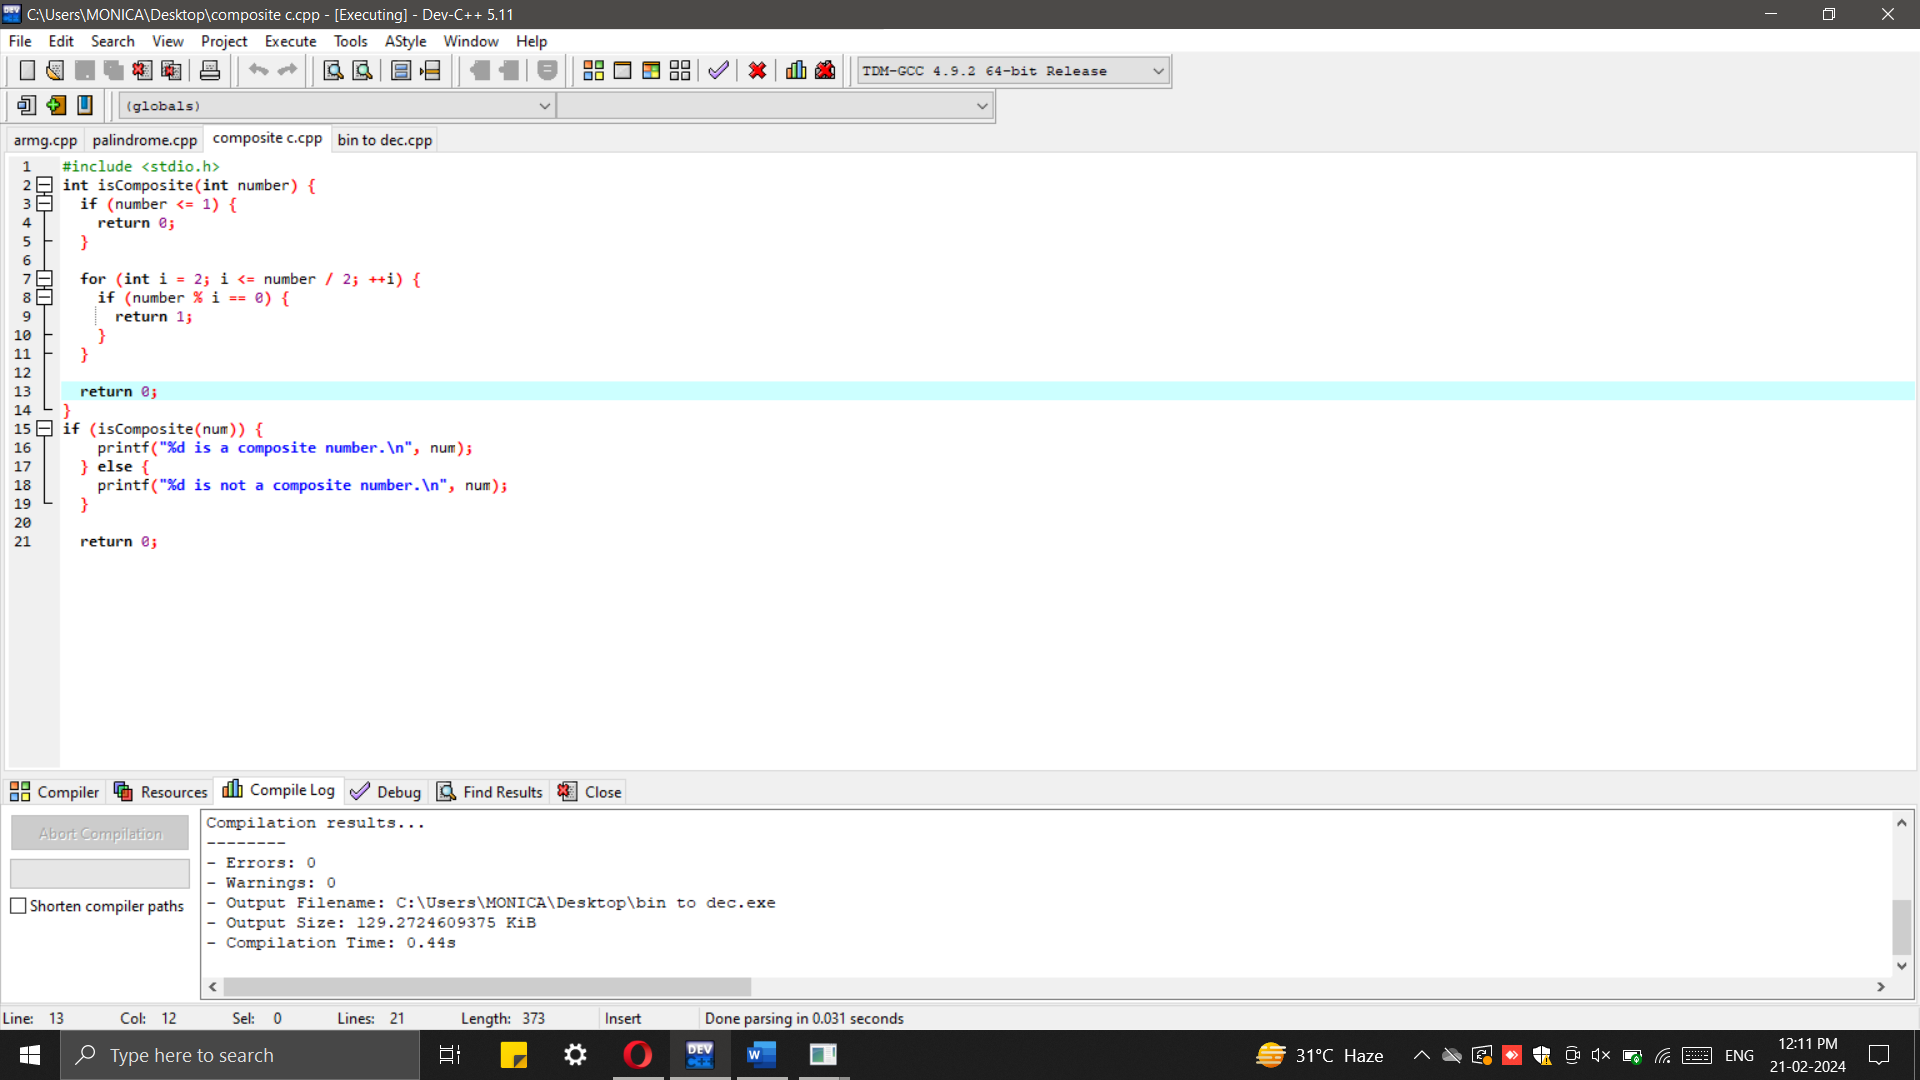 C:\Users\MONICA\Desktop\composite c.cpp - [Executing] - Dev-C++ 5.11
File Edit Search View Project Execute Tools AStyle Window Help
TDM-GCC 4.9.2 64-bit Release
(globals)
armg.cpp palindrome.cpp composite c.cpp bin to dec.cpp
1 #include <stdio.h>
2 int isComposite(int number) {
3 if (number <= 1) {
4 return 0;
5 }
6
7 for (int i = 2; i <= number / 2; ++i) {
8 if (number % i == 0) {
9 return 1;
10 }
11 }
12
13 return 0;
14 }
15 if (isComposite(num)) {
16 printf("%d is a composite number.\n", num);
17 } else {
18 printf("%d is not a composite number.\n", num);
19 }
20
21 return 0;
Compiler Resources Compile Log Debug Find Results Close
Abort Compilation
Shorten compiler paths
Compilation results...
--------
- Errors: 0
- Warnings: 0
- Output Filename: C:\Users\MONICA\Desktop\bin to dec.exe
- Output Size: 129.2724609375 KiB
- Compilation Time: 0.44s
Line: 13 Col: 12 Sel: 0 Lines: 21 Length: 373 Insert Done parsing in 0.031 seconds
Type here to search
DEV
W
31°C Haze
ENG
12:11 PM
21-02-2024